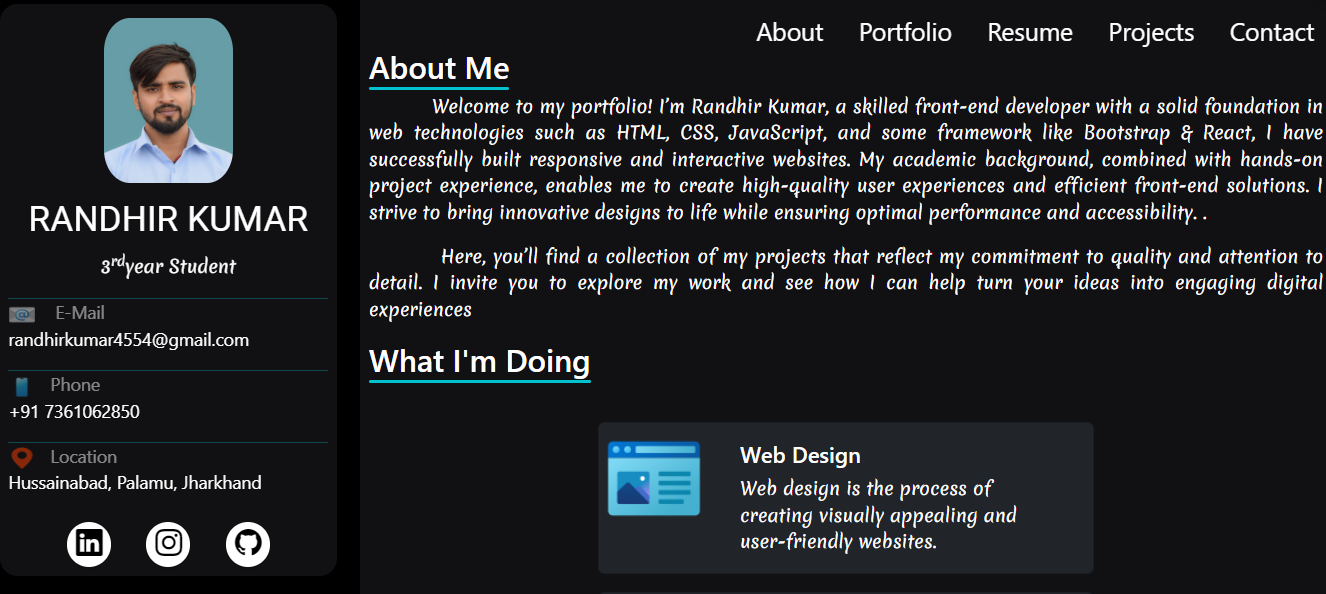 RANDHIR KUMAR
3rdyear Student
E-Mail
randhirkumar4554@gmail.com
Phone
+91 7361062850
Location
Hussainabad, Palamu, Jharkhand
About Portfolio Resume Projects Contact
About Me
Welcome to my portfolio! I’m Randhir Kumar, a skilled front-end developer with a solid foundation in
web technologies such as HTML, CSS, JavaScript, and some framework like Bootstrap & React, I have
successfully built responsive and interactive websites. My academic background, combined with hands-on
project experience, enables me to create high-quality user experiences and efficient front-end solutions. I
strive to bring innovative designs to life while ensuring optimal performance and accessibility. .
Here, you’ll find a collection of my projects that reflect my commitment to quality and attention to
detail. I invite you to explore my work and see how I can help turn your ideas into engaging digital
experiences
What I'm Doing
Web Design
Web design is the process of
creating visually appealing and
user-friendly websites.